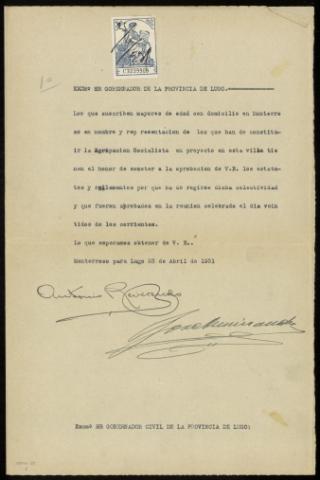 EXCmº SR GOBERNADOR DE LA PROVINCIA DE LUGO.
Los que suscriben mayores de edad con domicilio en Monterro
so en nombre y rep resentacion de los que han de constitu-
ir la Agrupacion Socialista en proyecto en esta villa tie
nen el honor de someter a la aprobacion de V.E. los estatu-
tos y reglamentos por que ha de regirse dicha colectividad
y que fueron aprobados en la reunion celebrada el dia vein
tidos de los corrientes.
Lo que esperamos obtener de V. E..
Monterroso para Lugo 23 de Abril de 1931
Antonio
Jose
Excmº SR GOBERNADOR CIVIL DE LA PROVINCIA DE LUGO: